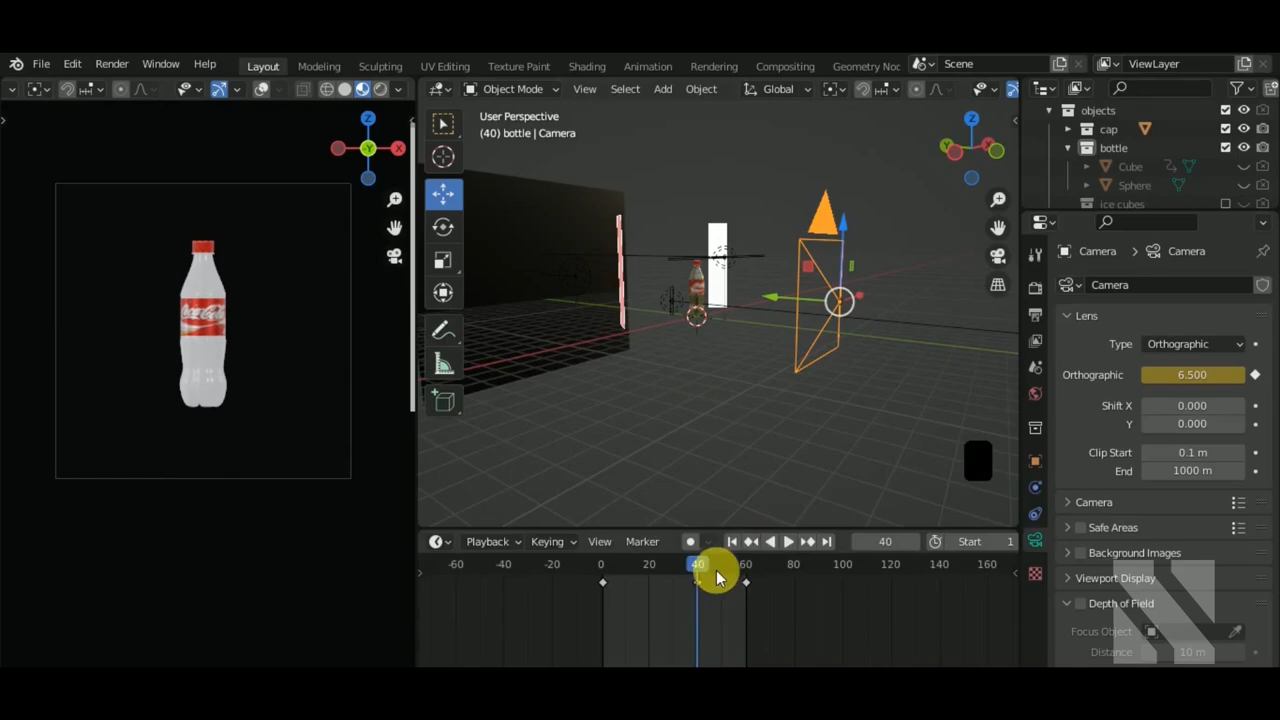 File Edit Render Window Help Layout Modeling Sculpting UV Editing Texture Paint Shading Animation Rendering Compositing Geometry Noc Scene ViewLayer
Object Mode View Select Add Object Global
User Perspective
(40) bottle | Camera
Z
-Y
X
Z
Y
X
Coca-Cola
objects
cap
bottle
Cube
Sphere
ice cubes
Camera > Camera
Camera
Lens
Type Orthographic
Orthographic 6.500
Shift X 0.000
Y 0.000
Clip Start 0.1 m
End 1000 m
Camera
Safe Areas
Background Images
Viewport Display
Depth of Field
Focus Object
Distance 10 m
Playback Keying View Marker 40 Start 1
-60 -40 -20 0 20 40 60 80 100 120 140 160